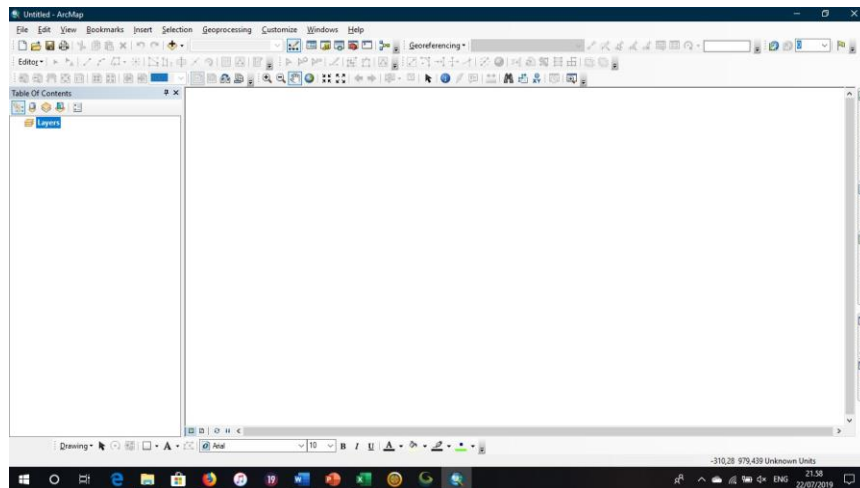 Untitled - ArcMap
File Edit View Bookmarks Insert Selection Geoprocessing Customize Windows Help
Georeferencing
Editor
Table Of Contents
Layers
Drawing A Arial 10 B I U A
-310,28 979,439 Unknown Units
19 ENG 21.58
22/07/2019